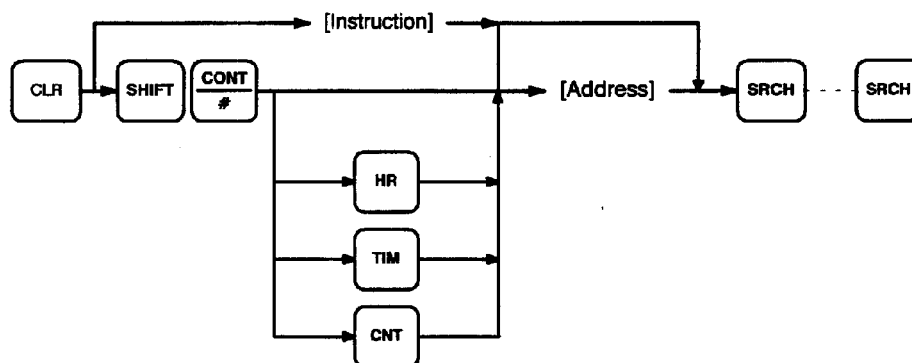 [Instruction]
CLR
SHIFT
CONT
#
[Address]
SRCH
SRCH
HR
TIM
CNT